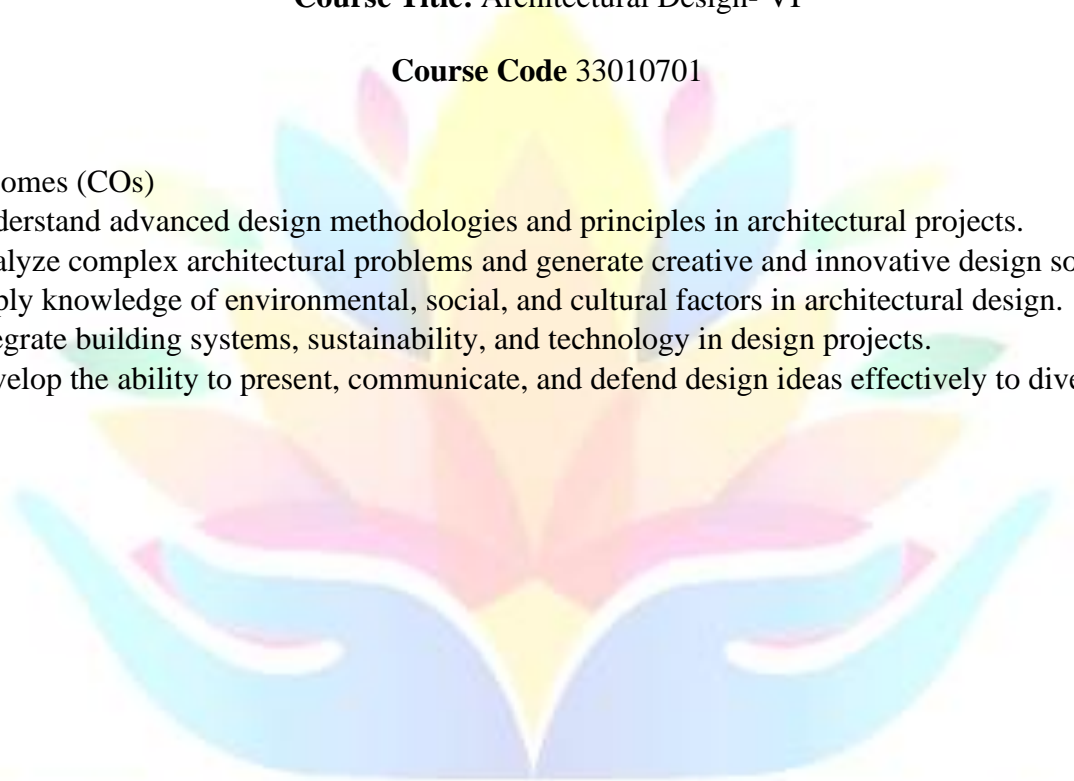 Course Title: Architectural Design- VI
Course Code 33010701
omes (COs)
derstand advanced design methodologies and principles in architectural projects.
alyze complex architectural problems and generate creative and innovative design so
ply knowledge of environmental, social, and cultural factors in architectural design.
egrate building systems, sustainability, and technology in design projects.
velop the ability to present, communicate, and defend design ideas effectively to dive